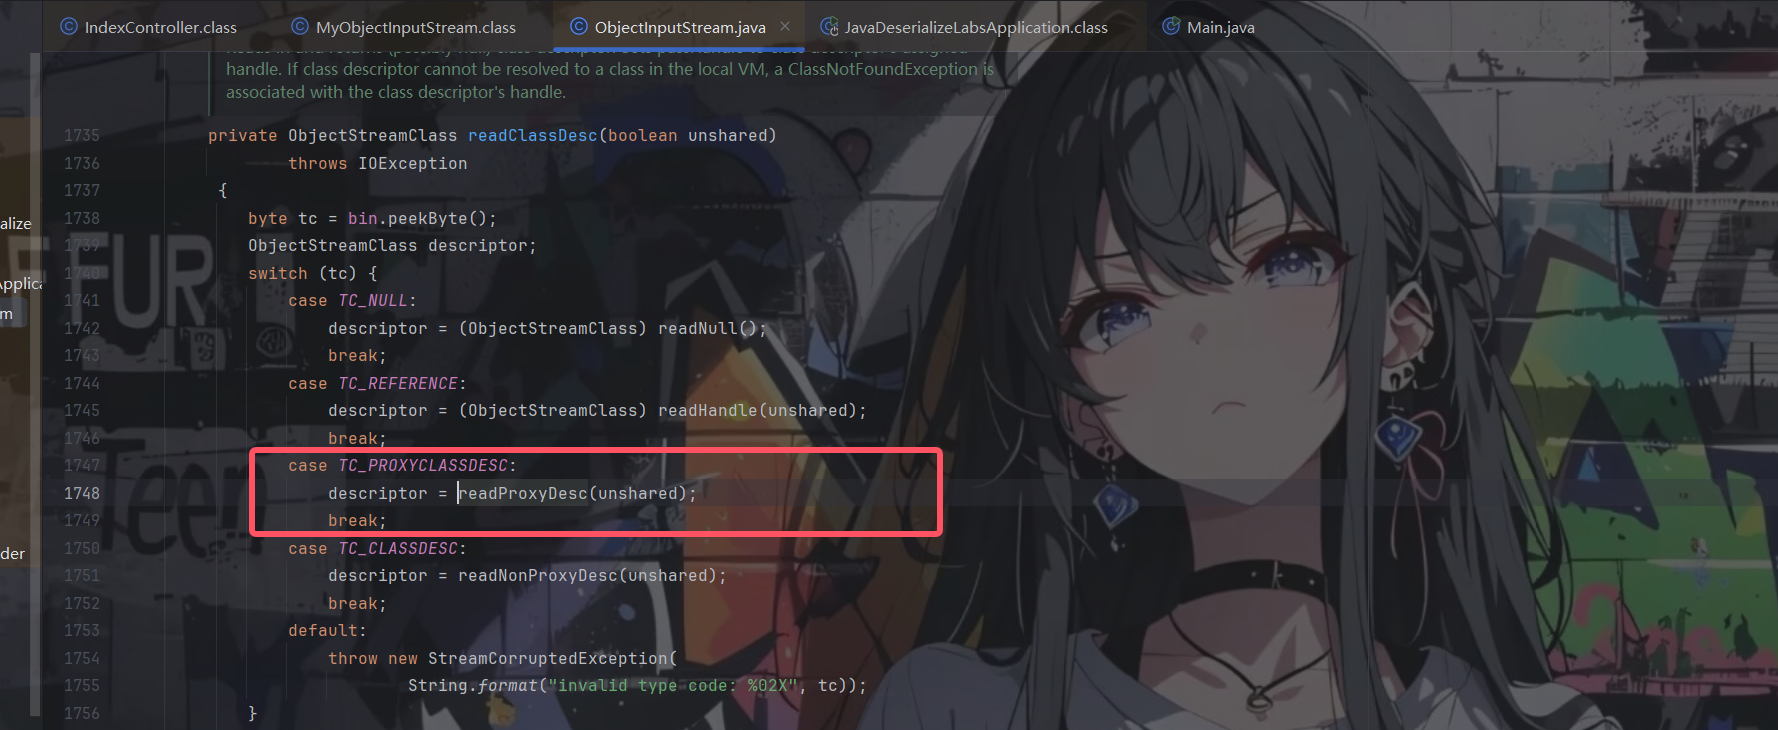 IndexController.class
MyObjectInputStream.class
ObjectInputStream.java
JavaDeserializeLabsApplication.class
Main.java
handle. If class descriptor cannot be resolved to a class in the local VM, a ClassNotFoundException is
associated with the class descriptor's handle.
1735 private ObjectStreamClass readClassDesc(boolean unshared)
1736 throws IOException
1737 {
1738 byte tc = bin.peekByte();
1739 ObjectStreamClass descriptor;
1740 switch (tc) {
1741 case TC_NULL:
1742 descriptor = (ObjectStreamClass) readNull();
1743 break;
1744 case TC_REFERENCE:
1745 descriptor = (ObjectStreamClass) readHandle(unshared);
1746 break;
1747 case TC_PROXYCLASSDESC:
1748 descriptor = readProxyDesc(unshared);
1749 break;
1750 case TC_CLASSDESC:
1751 descriptor = readNonProxyDesc(unshared);
1752 break;
1753 default:
1754 throw new StreamCorruptedException(
1755 String.format("invalid type code: %02X", tc));
1756 }
alize
Applica
m
der
FUR
Teen